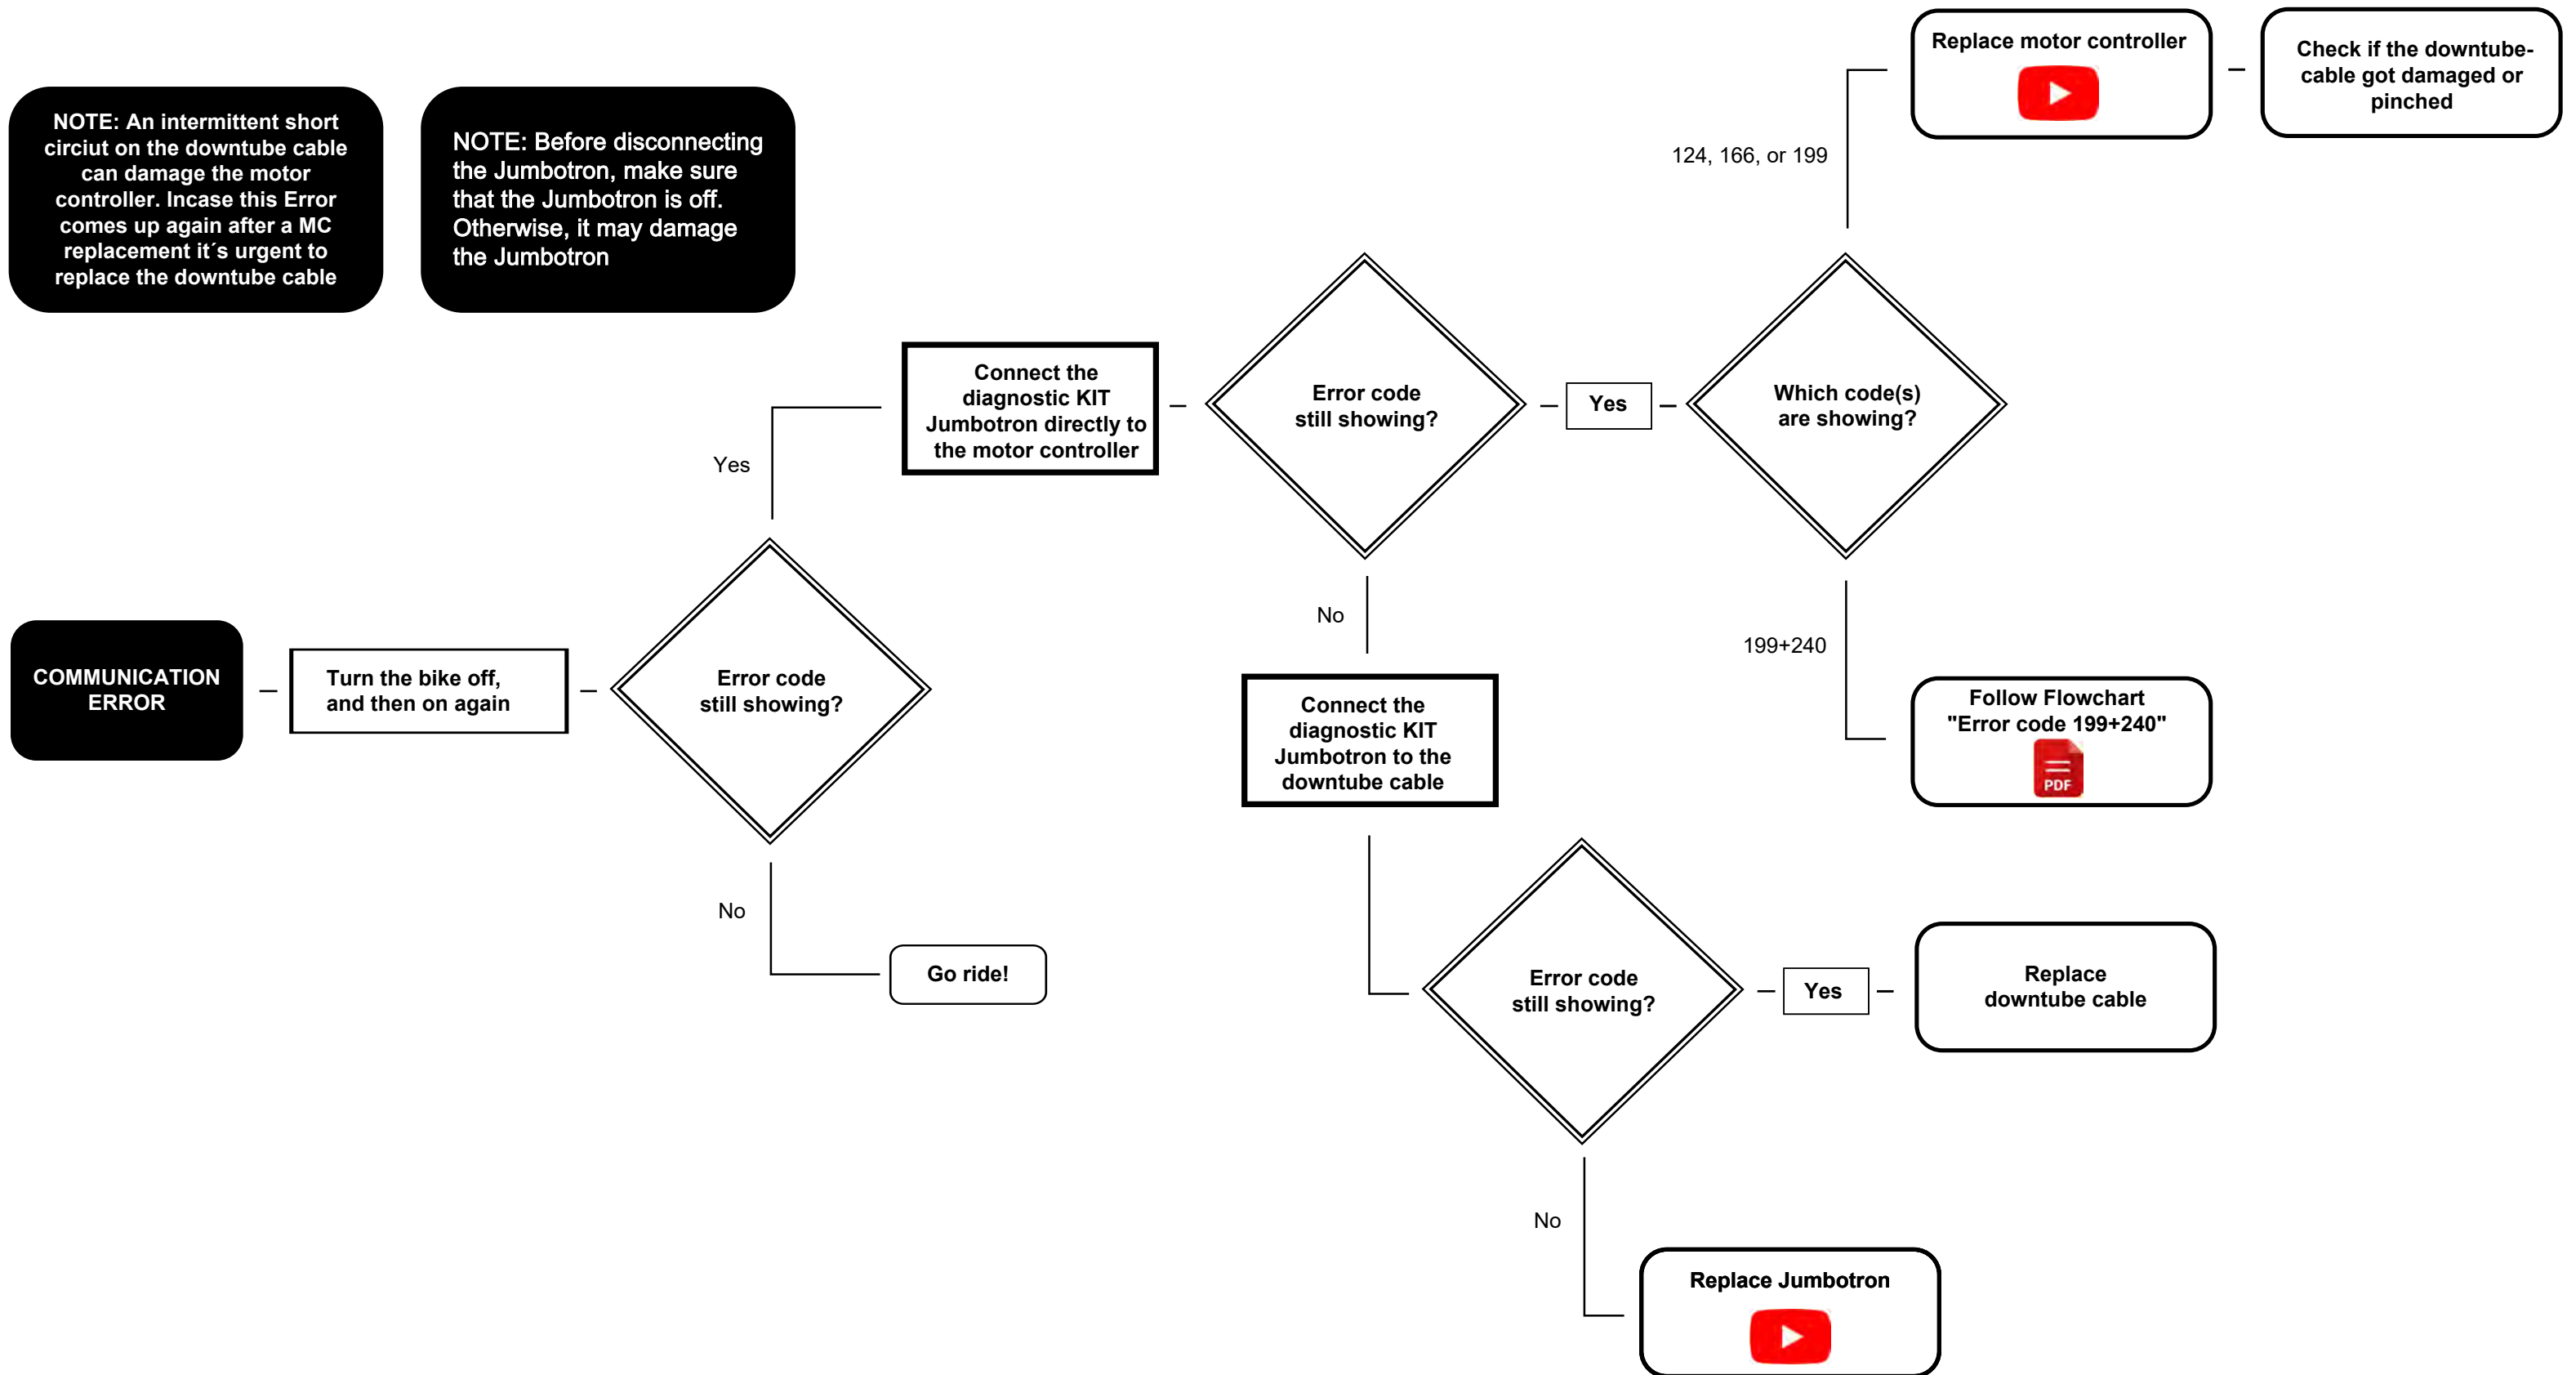 NOTE: An intermittent short
circiut on the downtube cable
can damage the motor
controller. Incase this Error
comes up again after a MC
replacement it´s urgent to
replace the downtube cable
NOTE: Before disconnecting
the Jumbotron, make sure
that the Jumbotron is off.
Otherwise, it may damage
the Jumbotron
COMMUNICATION
ERROR
Turn the bike off,
and then on again
Error code
still showing?
Yes
No
Go ride!
Connect the
diagnostic KIT
Jumbotron directly to
the motor controller
Error code
still showing?
Yes
No
Which code(s)
are showing?
124, 166, or 199
Replace motor controller
Check if the downtube-
cable got damaged or
pinched
199+240
Follow Flowchart
"Error code 199+240"
PDF
Connect the
diagnostic KIT
Jumbotron to the
downtube cable
Error code
still showing?
Yes
Replace
downtube cable
No
Replace Jumbotron